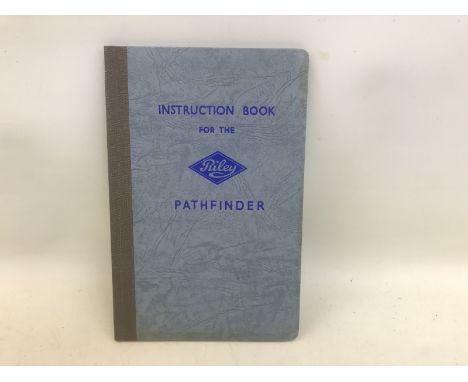 INSTRUCTION BOOK
FOR THE
Riley
PATHFINDER